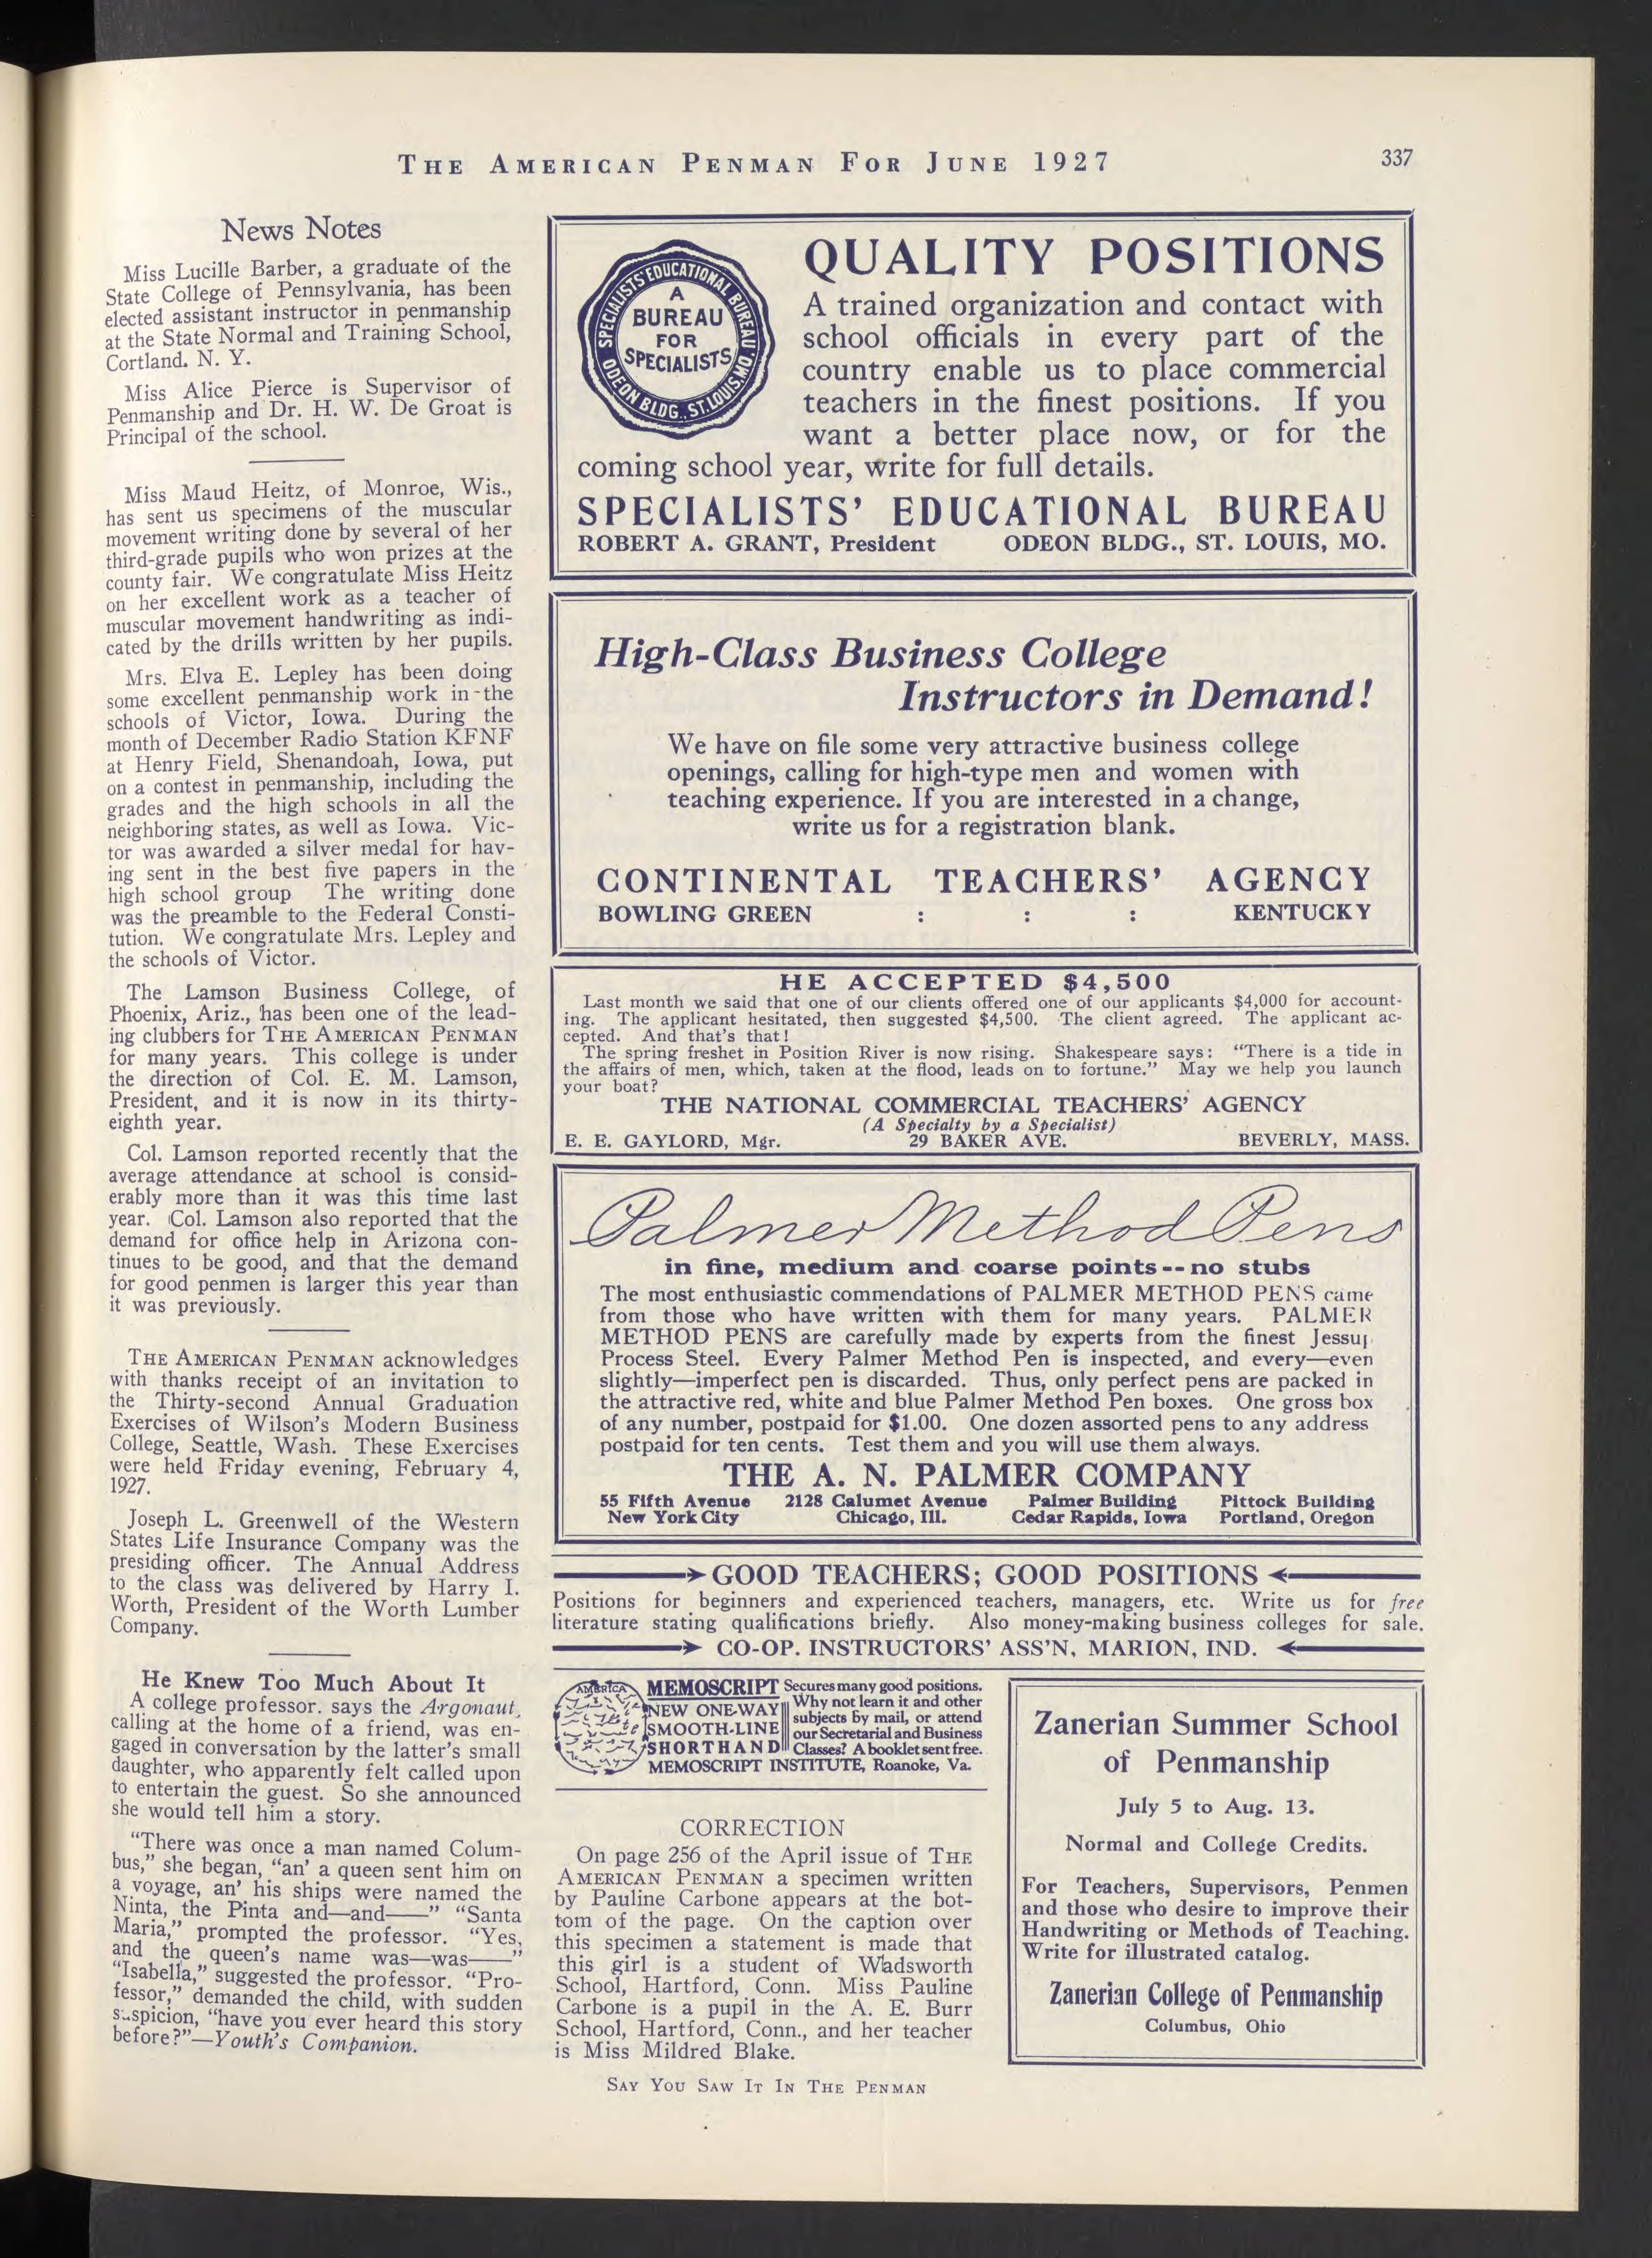 THE AMERICAN PENMAN FOR JUNE 1927
337
News Notes
Miss Lucille Barber, a graduate of the
State College of Pennsylvania, has been
elected assistant instructor in penmanship
at the State Normal and Training School,
Cortland. N. Y.
Miss Alice Pierce is Supervisor of
Penmanship and Dr. H. W. De Groat is
Principal of the school.
Miss Maud Heitz, of Monroe, Wis.,
has sent us specimens of the muscular
movement writing done by several of her
third-grade pupils who won prizes at the
county fair. We congratulate Miss Heitz
on her excellent work as a teacher of
muscular movement handwriting as indi-
cated by the drills written by her pupils.
Mrs. Elva E. Lepley has been doing
some excellent penmanship work in-the
schools of Victor, Iowa. During the
month of December Radio Station KFNF
at Henry Field, Shenandoah, Iowa, put
on a contest in penmanship, including the
grades and the high schools in all the
neighboring states, as well as Iowa. Vic-
tor was awarded a silver medal for hav-
ing sent in the best five papers in the
high school group The writing done
was the preamble to the Federal Consti-
tution. We congratulate Mrs. Lepley and
the schools of Victor.
The Lamson Business College, of
Phoenix, Ariz., has been one of the lead-
ing clubbers for THE AMERICAN PENMAN
for many years. This college is under
the direction of Col. E. M. Lamson,
President, and it is now in its thirty-
eighth year.
Col. Lamson reported recently that the
average attendance at school is consid-
erably more than it was this time last
year. Col. Lamson also reported that the
demand for office help in Arizona con-
tinues to be good, and that the demand
for good penmen is larger this year than
it was previously.
THE AMERICAN PENMAN acknowledges
with thanks receipt of an invitation to
the Thirty-second Annual Graduation
Exercises of Wilson's Modern Business
College, Seattle, Wash. These Exercises
were held Friday evening, February 4,
1927.
Joseph L. Greenwell of the Western
States Life Insurance Company was the
presiding officer. The Annual Address
to the class was delivered by Harry I.
Worth, President of the Worth Lumber
Company.
He Knew Too Much About It
A college professor. says the Argonaut,
calling at the home of a friend, was en-
gaged in conversation by the latter's small
daughter, who apparently felt called upon
to entertain the guest. So she announced
she would tell him a story.
"There was once a man named Colum-
bus," she began, "an' a queen sent him on
a voyage, an' his ships were named the
Ninta, the Pinta and—and——" "Santa
Maria," prompted the professor. "Yes,
and the queen's name was—was——"
"Isabella," suggested the professor. "Pro-
fessor," demanded the child, with sudden
suspicion, "have you ever heard this story
before?"—Youth's Companion.
SPECIALISTS' EDUCATIONAL BUREAU
ODEON BLDG., ST. LOUIS, MO.
A
BUREAU
FOR
SPECIALISTS
QUALITY POSITIONS
A trained organization and contact with
school officials in every part of the
country enable us to place commercial
teachers in the finest positions. If you
want a better place now, or for the
coming school year, write for full details.
SPECIALISTS' EDUCATIONAL BUREAU
ROBERT A. GRANT, President ODEON BLDG., ST. LOUIS, MO.
High-Class Business College
Instructors in Demand!
We have on file some very attractive business college
openings, calling for high-type men and women with
teaching experience. If you are interested in a change,
write us for a registration blank.
CONTINENTAL TEACHERS' AGENCY
BOWLING GREEN : : : KENTUCKY
HE ACCEPTED $4,500
Last month we said that one of our clients offered one of our applicants $4,000 for account-
ing. The applicant hesitated, then suggested $4,500. The client agreed. The applicant ac-
cepted. And that's that!
The spring freshet in Position River is now rising. Shakespeare says: "There is a tide in
the affairs of men, which, taken at the flood, leads on to fortune." May we help you launch
your boat?
THE NATIONAL COMMERCIAL TEACHERS' AGENCY
(A Specialty by a Specialist)
E. E. GAYLORD, Mgr. 29 BAKER AVE. BEVERLY, MASS.
Palmer Method Pens
in fine, medium and coarse points--no stubs
The most enthusiastic commendations of PALMER METHOD PENS came
from those who have written with them for many years. PALMER
METHOD PENS are carefully made by experts from the finest Jessup
Process Steel. Every Palmer Method Pen is inspected, and every—even
slightly—imperfect pen is discarded. Thus, only perfect pens are packed in
the attractive red, white and blue Palmer Method Pen boxes. One gross box
of any number, postpaid for $1.00. One dozen assorted pens to any address
postpaid for ten cents. Test them and you will use them always.
THE A. N. PALMER COMPANY
55 Fifth Avenue 2128 Calumet Avenue Palmer Building Pittock Building
New York City Chicago, Ill. Cedar Rapids, Iowa Portland, Oregon
GOOD TEACHERS; GOOD POSITIONS
Positions for beginners and experienced teachers, managers, etc. Write us for free
literature stating qualifications briefly. Also money-making business colleges for sale.
CO-OP. INSTRUCTORS' ASS'N, MARION, IND.
AMERICA
MEMOSCRIPT
NEW ONE-WAY
SMOOTH-LINE
SHORTHAND
Secures many good positions.
Why not learn it and other
subjects by mail, or attend
our Secretarial and Business
Classes? A booklet sent free.
MEMOSCRIPT INSTITUTE, Roanoke, Va.
CORRECTION
On page 256 of the April issue of THE
AMERICAN PENMAN a specimen written
by Pauline Carbone appears at the bot-
tom of the page. On the caption over
this specimen a statement is made that
this girl is a student of Wadsworth
School, Hartford, Conn. Miss Pauline
Carbone is a pupil in the A. E. Burr
School, Hartford, Conn., and her teacher
is Miss Mildred Blake.
Zanerian Summer School
of Penmanship
July 5 to Aug. 13.
Normal and College Credits.
For Teachers, Supervisors, Penmen
and those who desire to improve their
Handwriting or Methods of Teaching.
Write for illustrated catalog.
Zanerian College of Penmanship
Columbus, Ohio
SAY YOU SAW IT IN THE PENMAN